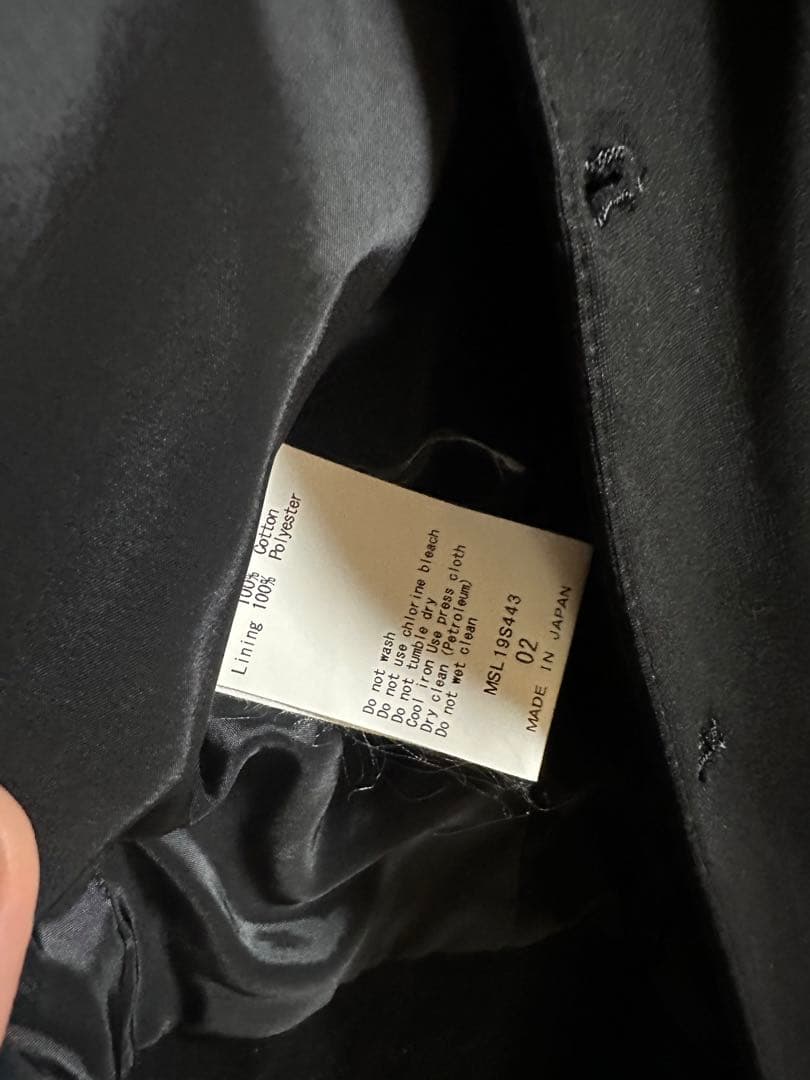 100% Cotton
Lining 100% Polyester
Do not wash
Do not use chlorine bleach
Do not tumble dry
Cool iron Use press cloth
Dry clean (Petroleum)
Do not wet clean
MSL19S443
02
MADE IN JAPAN